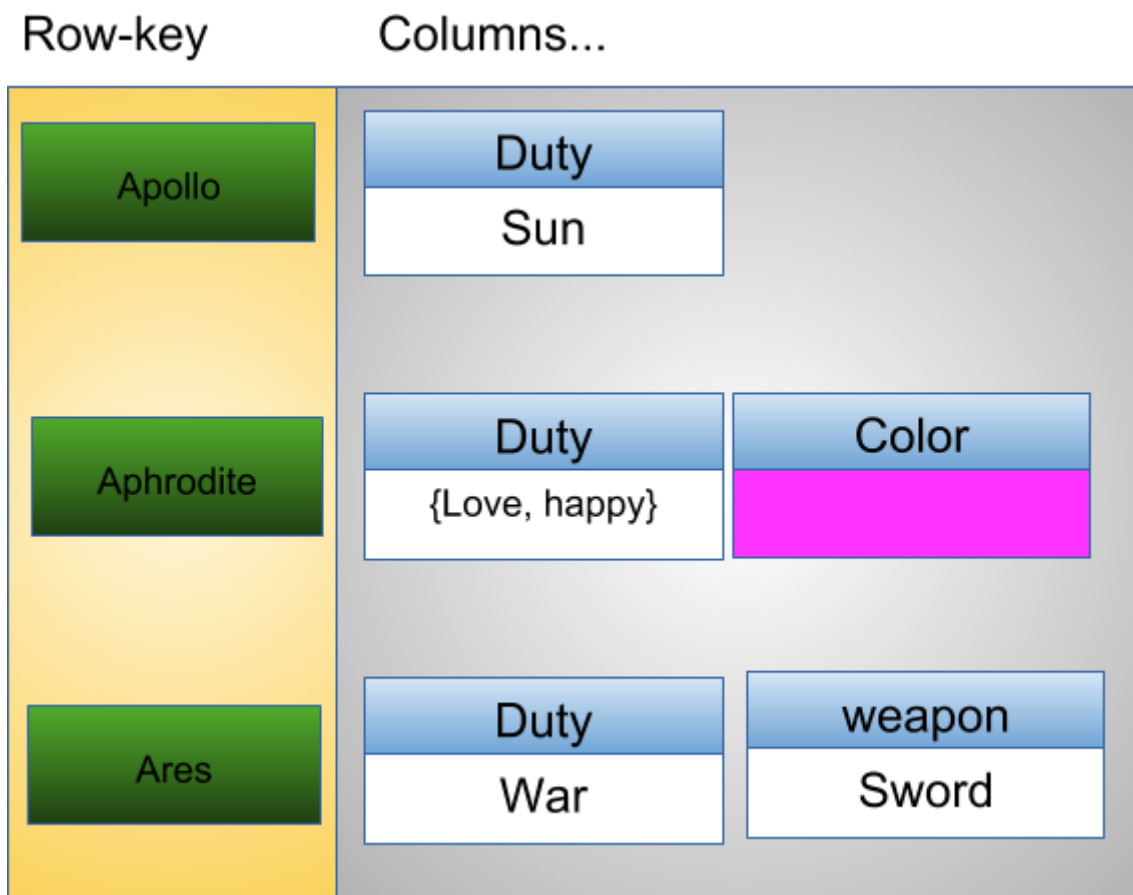 Row-key Columns...
Apollo
Duty
Sun
Aphrodite
Duty
{Love, happy}
Color
Ares
Duty
War
weapon
Sword